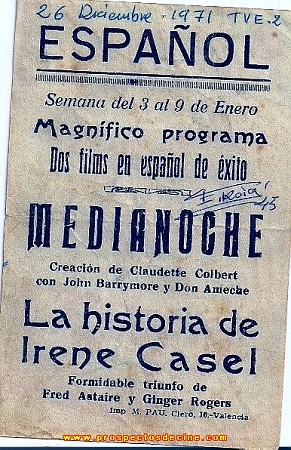 26 Diciembre 1971 TVE-2
ESPAÑOL
Semana del 3 al 9 de Enero
Magnífico programa
Dos films en español de éxito
45
MEDIANOCHE
Creación de Claudette Colbert
con John Barrymore y Don Ameche
La historia de
Irene Casel
Formidable triunfo de
Fred Astaire y Ginger Rogers
Imp M. PAU. Cleró, 16.-Valencia
www.prospectosdecine.com